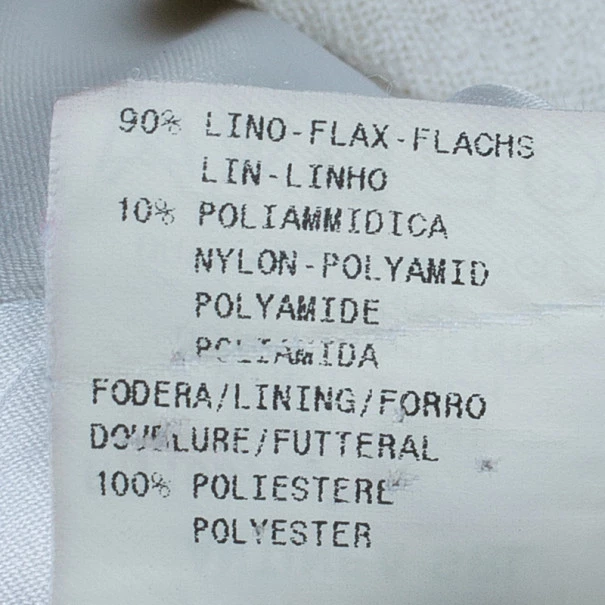 90% LINO-FLAX-FLACHS
LIN-LINHO
10% POLIAMMIDICA
NYLON-POLYAMID
POLYAMIDE
POLIAMIDA
FODERA/LINING/FORRO
DOUBLURE/FUTTERAL
100% POLIESTERE
POLYESTER